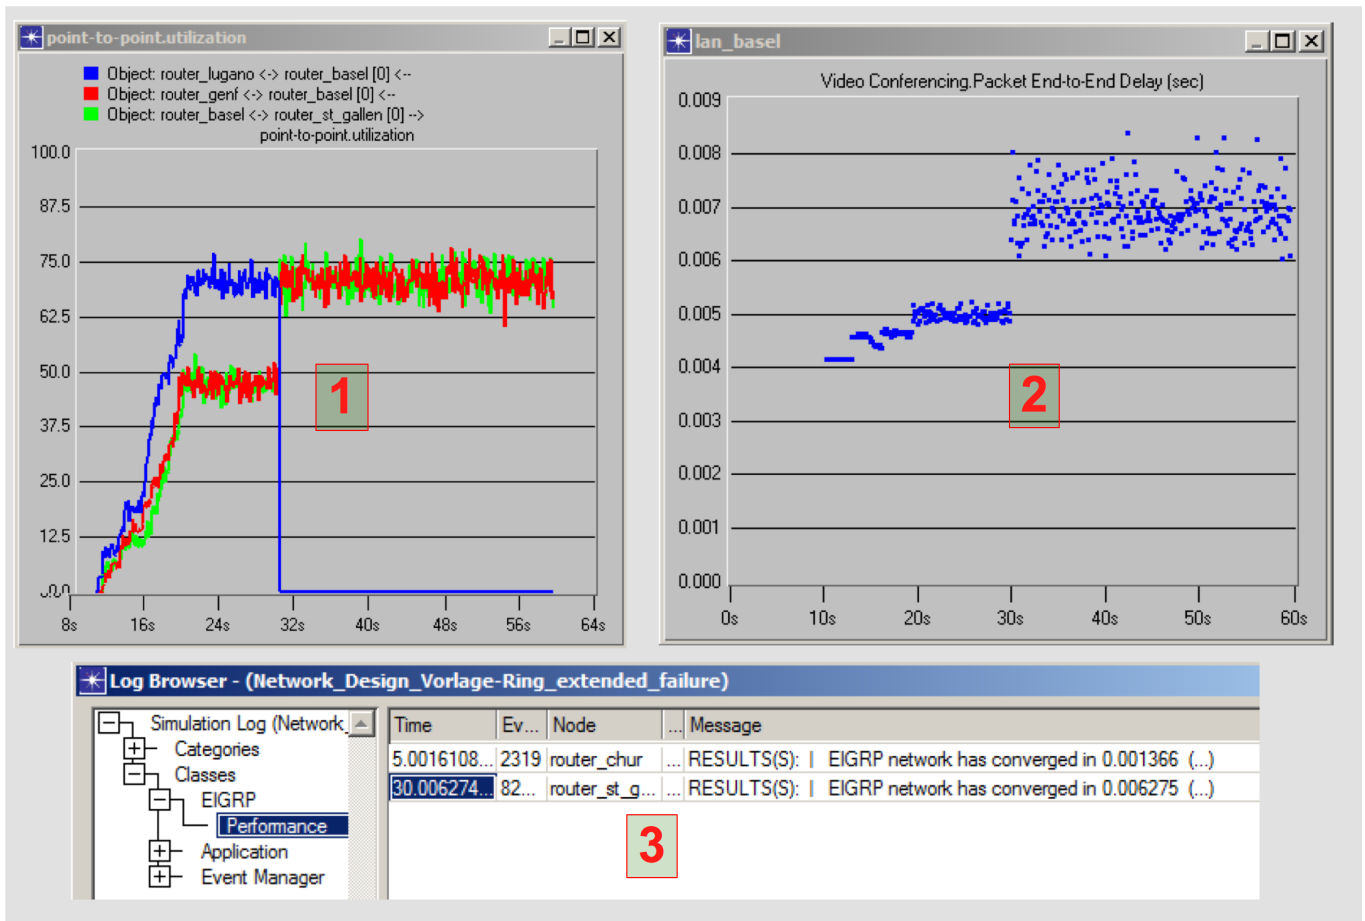 point-to-point.utilization
Object: router_lugano <-> router_basel [0] <--
Object: router_genf <-> router_basel [0] <--
Object: router_basel <-> router_st_gallen [0] -->
point-to-point.utilization
100.0
87.5
75.0
62.5
50.0
37.5
25.0
12.5
0.0
8s 16s 24s 32s 40s 48s 56s 64s
1
lan_basel
Video Conferencing.Packet End-to-End Delay (sec)
0.009
0.008
0.007
0.006
0.005
0.004
0.003
0.002
0.001
0.000
0s 10s 20s 30s 40s 50s 60s
2
Log Browser - (Network_Design_Vorlage-Ring_extended_failure)
Simulation Log (Network_
Categories
Classes
EIGRP
Performance
Application
Event Manager
Time Ev... Node ... Message
5.0016108... 2319 router_chur ... RESULTS(S): | EIGRP network has converged in 0.001366 (...)
30.006274... 82... router_st_g... ... RESULTS(S): | EIGRP network has converged in 0.006275 (...)
3